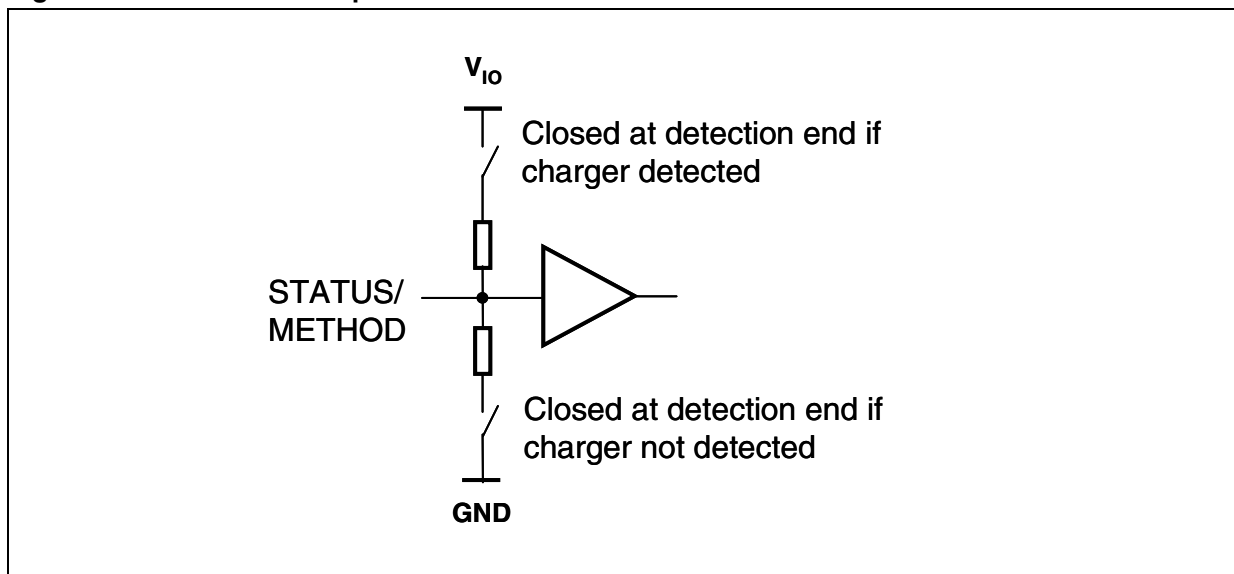 V_IO
Closed at detection end if
charger detected
STATUS/
METHOD
Closed at detection end if
charger not detected
GND